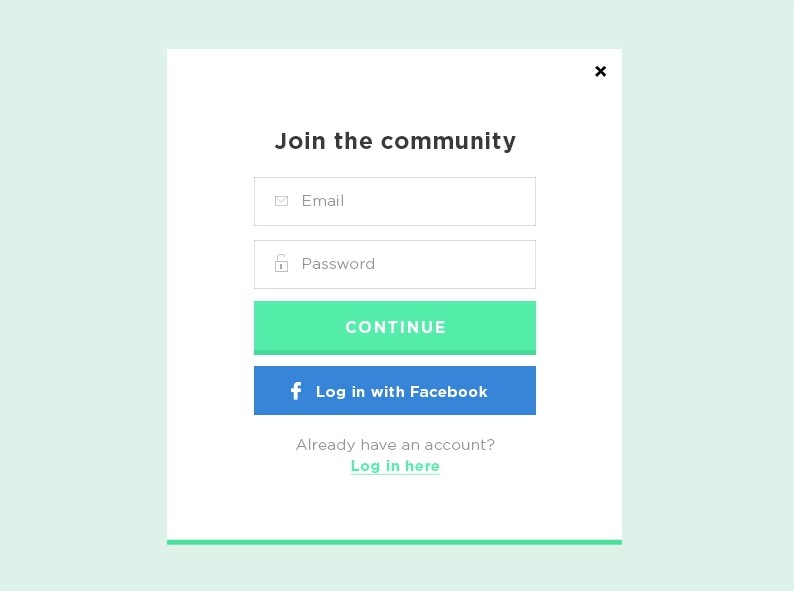 Join the community
Email
Password
CONTINUE
Log in with Facebook
Already have an account?
Log in here